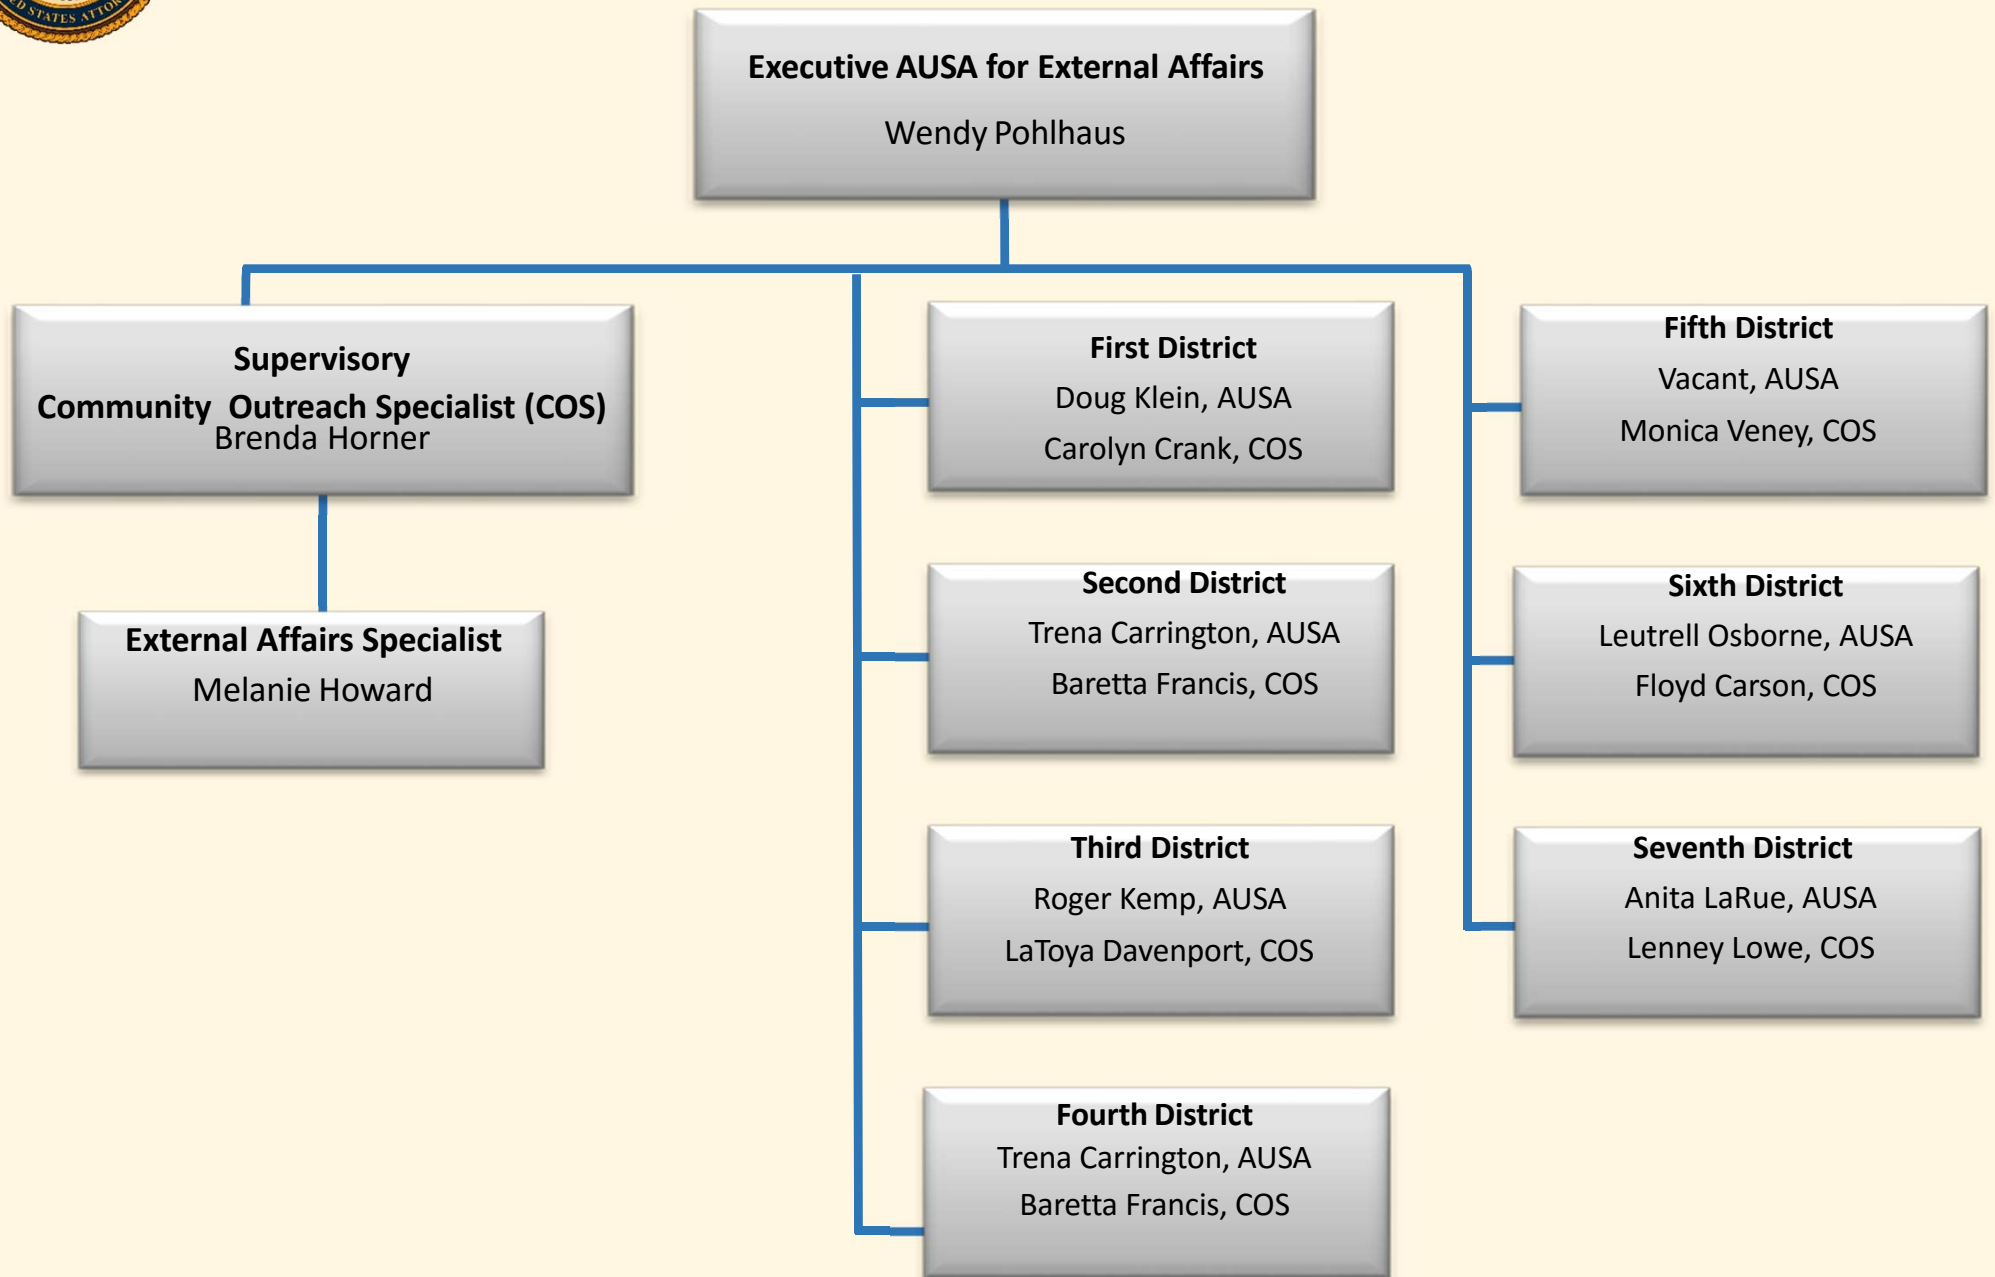 ED STATES ATTOR
Executive AUSA for External Affairs
Wendy Pohlhaus
Supervisory
Community Outreach Specialist (COS)
Brenda Horner
External Affairs Specialist
Melanie Howard
First District
Doug Klein, AUSA
Carolyn Crank, COS
Second District
Trena Carrington, AUSA
Baretta Francis, COS
Third District
Roger Kemp, AUSA
LaToya Davenport, COS
Fourth District
Trena Carrington, AUSA
Baretta Francis, COS
Fifth District
Vacant, AUSA
Monica Veney, COS
Sixth District
Leutrell Osborne, AUSA
Floyd Carson, COS
Seventh District
Anita LaRue, AUSA
Lenney Lowe, COS